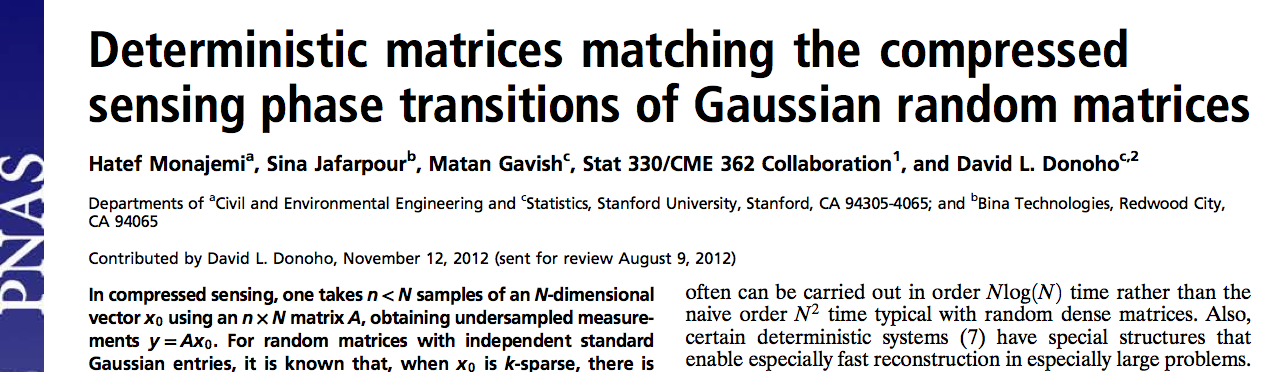 PNAS
Deterministic matrices matching the compressed
sensing phase transitions of Gaussian random matrices
Hatef Monajemiᵃ, Sina Jafarpourᵇ, Matan Gavishᶜ, Stat 330/CME 362 Collaboration¹, and David L. Donohoᶜ,²
Departments of ᵃCivil and Environmental Engineering and ᶜStatistics, Stanford University, Stanford, CA 94305-4065; and ᵇBina Technologies, Redwood City,
CA 94065
Contributed by David L. Donoho, November 12, 2012 (sent for review August 9, 2012)
In compressed sensing, one takes n < N samples of an N-dimensional
vector x₀ using an n × N matrix A, obtaining undersampled measure-
ments y = Ax₀. For random matrices with independent standard
Gaussian entries, it is known that, when x₀ is k-sparse, there is
often can be carried out in order Nlog(N) time rather than the
naive order N² time typical with random dense matrices. Also,
certain deterministic systems (7) have special structures that
enable especially fast reconstruction in especially large problems.